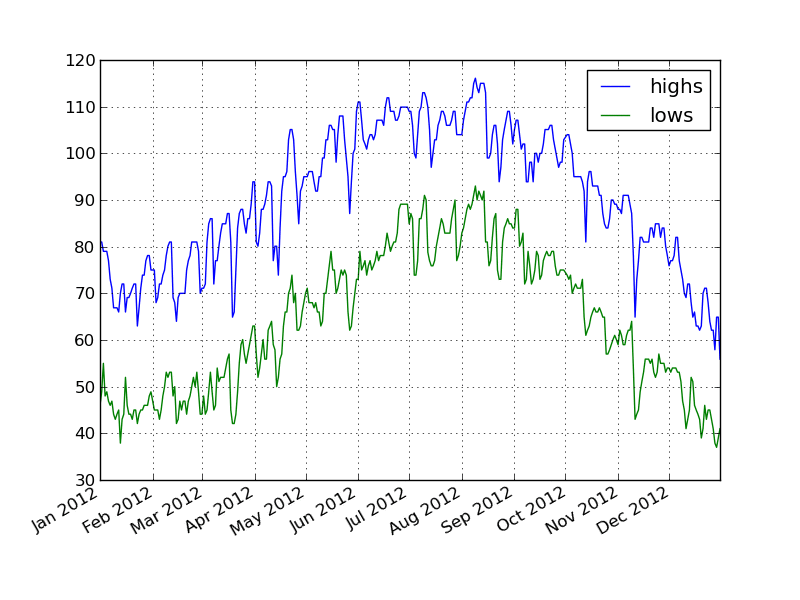 120
110
100
90
80
70
60
50
40
30
highs
lows
Jan 2012
Feb 2012
Mar 2012
Apr 2012
May 2012
Jun 2012
Jul 2012
Aug 2012
Sep 2012
Oct 2012
Nov 2012
Dec 2012